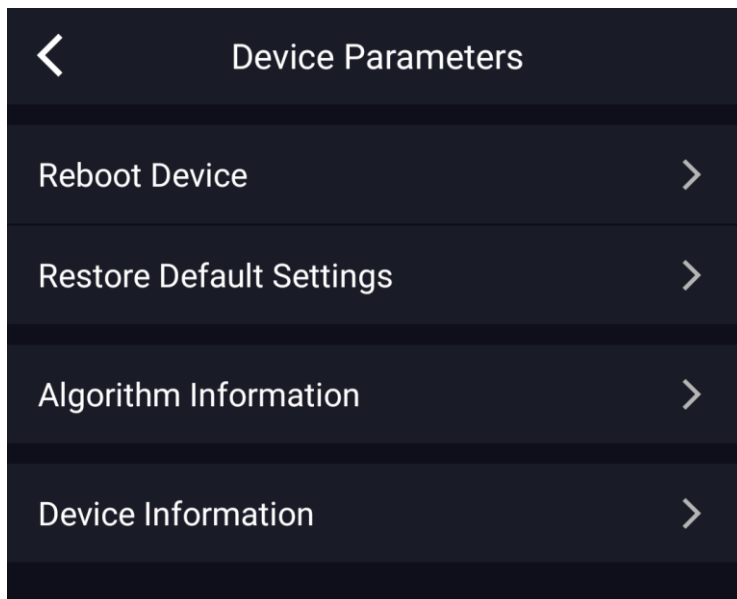 Device Parameters
Reboot Device
Restore Default Settings
Algorithm Information
Device Information